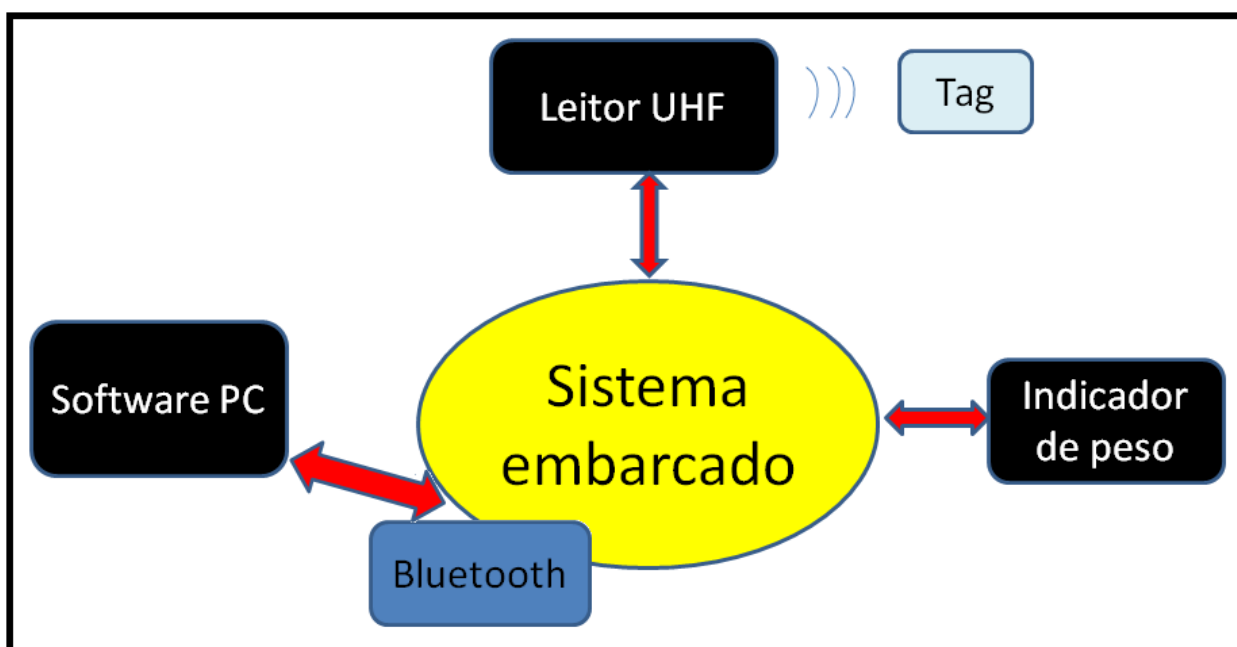 Leitor UHF
Tag
Software PC
Sistema
embarcado
Indicador
de peso
Bluetooth